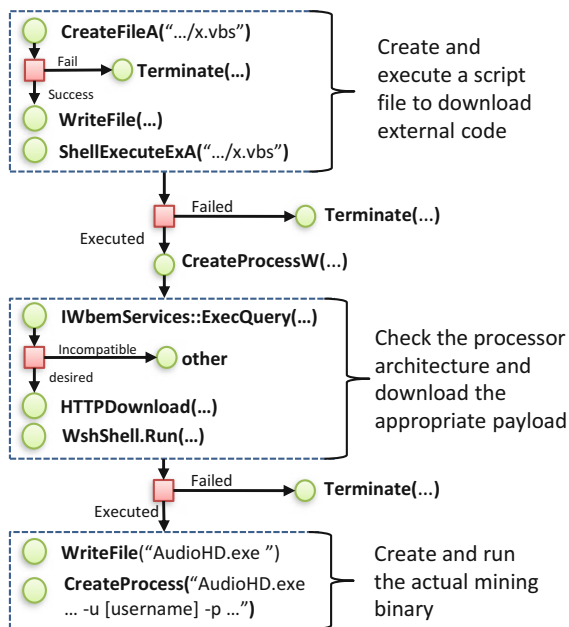 CreateFileA(“.../x.vbs”)
Fail
Terminate(...)
Success
WriteFile(...)
ShellExecuteExA(“.../x.vbs”)
Create and
execute a script
file to download
external code
Failed
Terminate(...)
Executed
CreateProcessW(...)
IWbemServices::ExecQuery(...)
Incompatible
other
desired
HTTPDownload(...)
WshShell.Run(...)
Check the processor
architecture and
download the
appropriate payload
Failed
Terminate(...)
Executed
WriteFile(“AudioHD.exe ”)
CreateProcess(“AudioHD.exe
... -u [username] -p ...”)
Create and run
the actual mining
binary